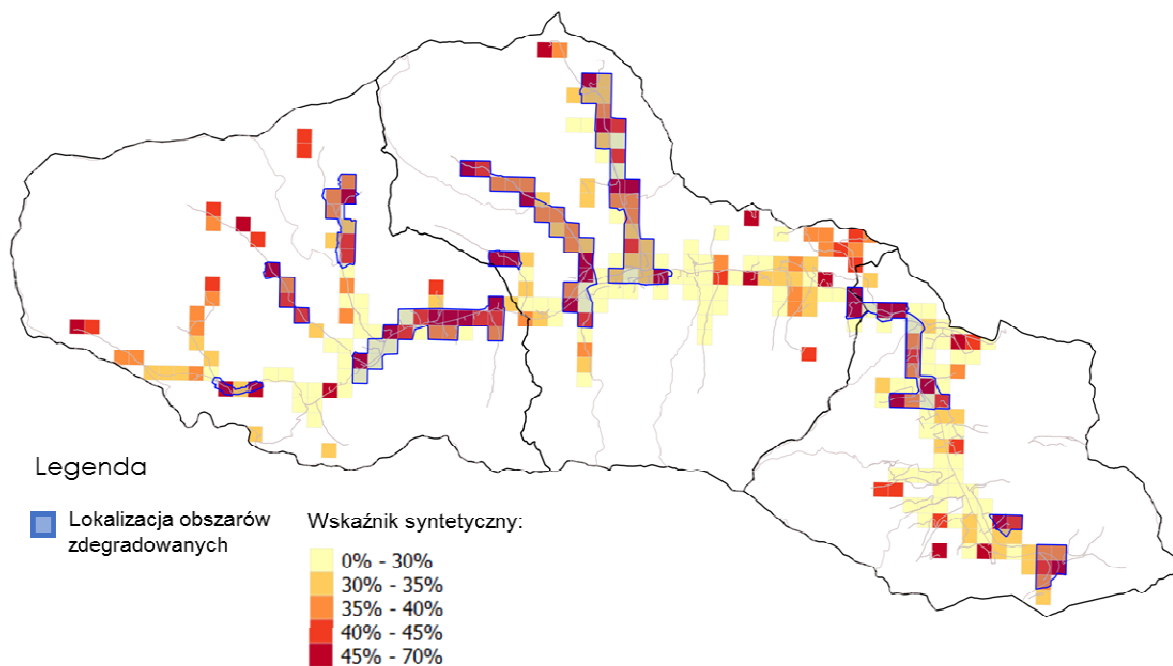 Legenda
Lokalizacja obszarów
zdegradowanych
Wskaźnik syntetyczny:
0% - 30%
30% - 35%
35% - 40%
40% - 45%
45% - 70%